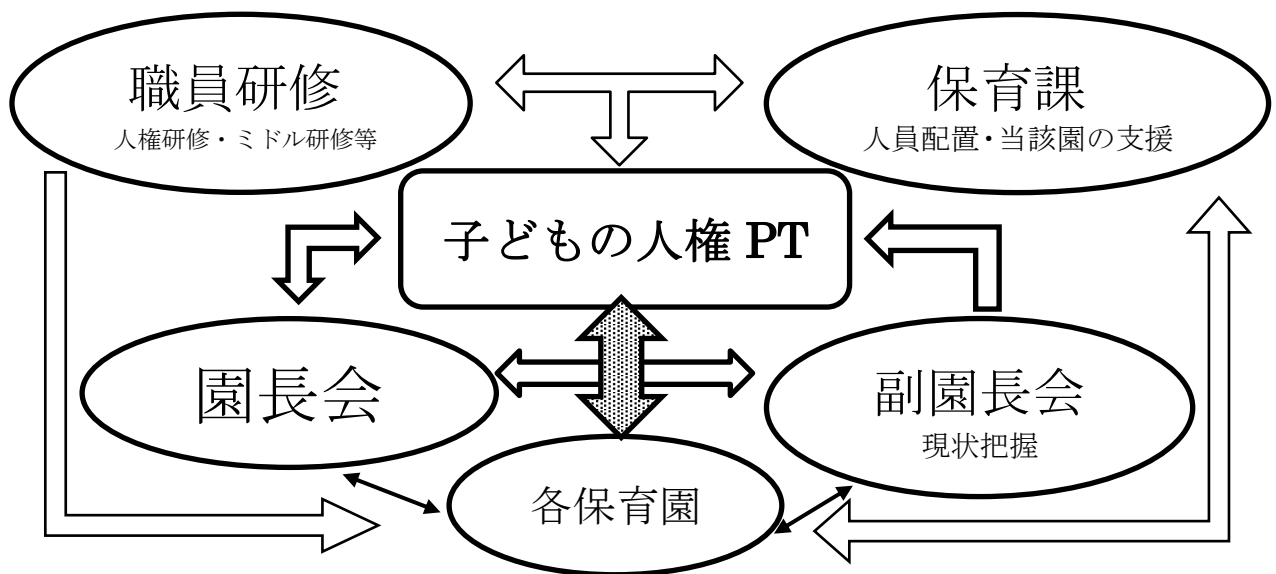 職員研修
人権研修・ミドル研修等
保育課
人員配置・当該園の支援
子どもの人権 PT
園長会
副園長会
現状把握
各保育園